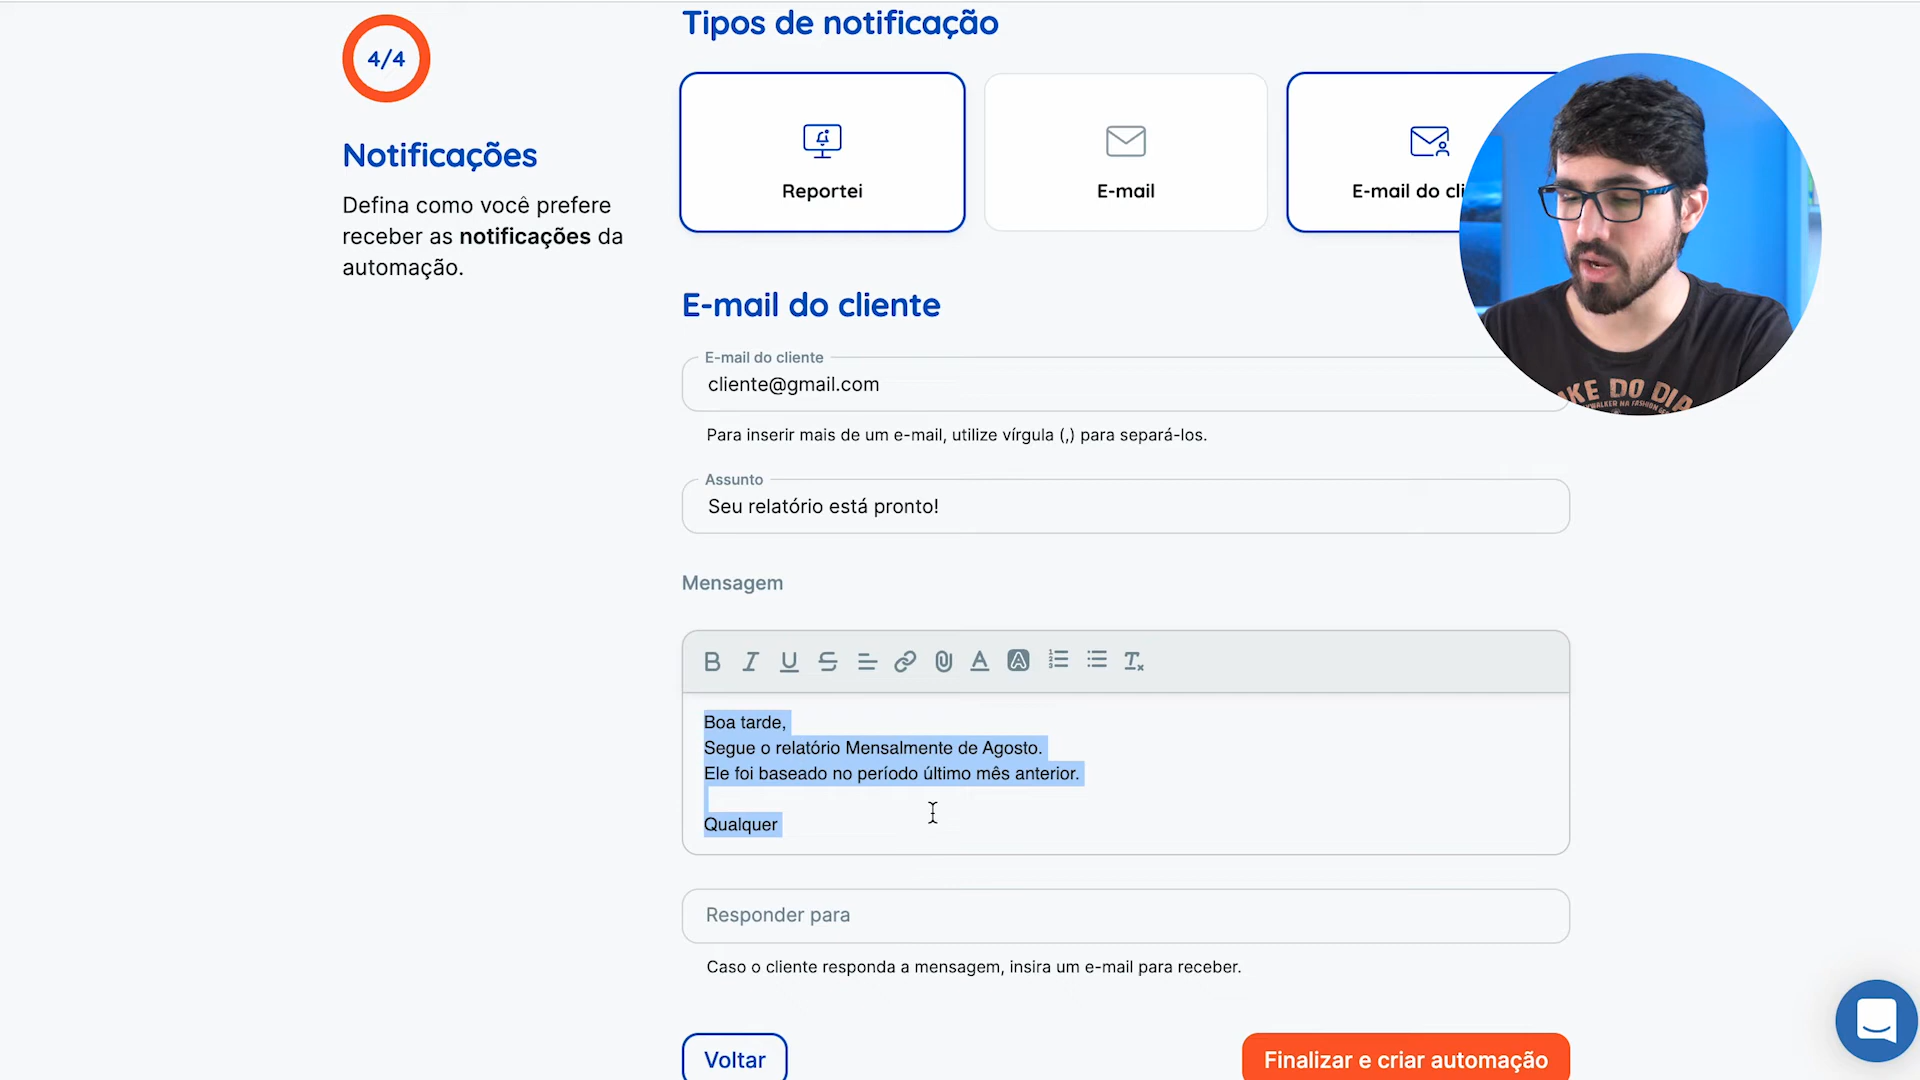 4/4
Notificações
Defina como você prefere
receber as notificações da
automação.
Tipos de notificação
Reportei
E-mail
E-mail do cli
E-mail do cliente
E-mail do cliente
cliente@gmail.com
Para inserir mais de um e-mail, utilize vírgula (,) para separá-los.
Assunto
Seu relatório está pronto!
Mensagem
Boa tarde,
Segue o relatório Mensalmente de Agosto.
Ele foi baseado no período último mês anterior.
Qualquer
Responder para
Caso o cliente responda a mensagem, insira um e-mail para receber.
Voltar
Finalizar e criar automação
KE DO DIA